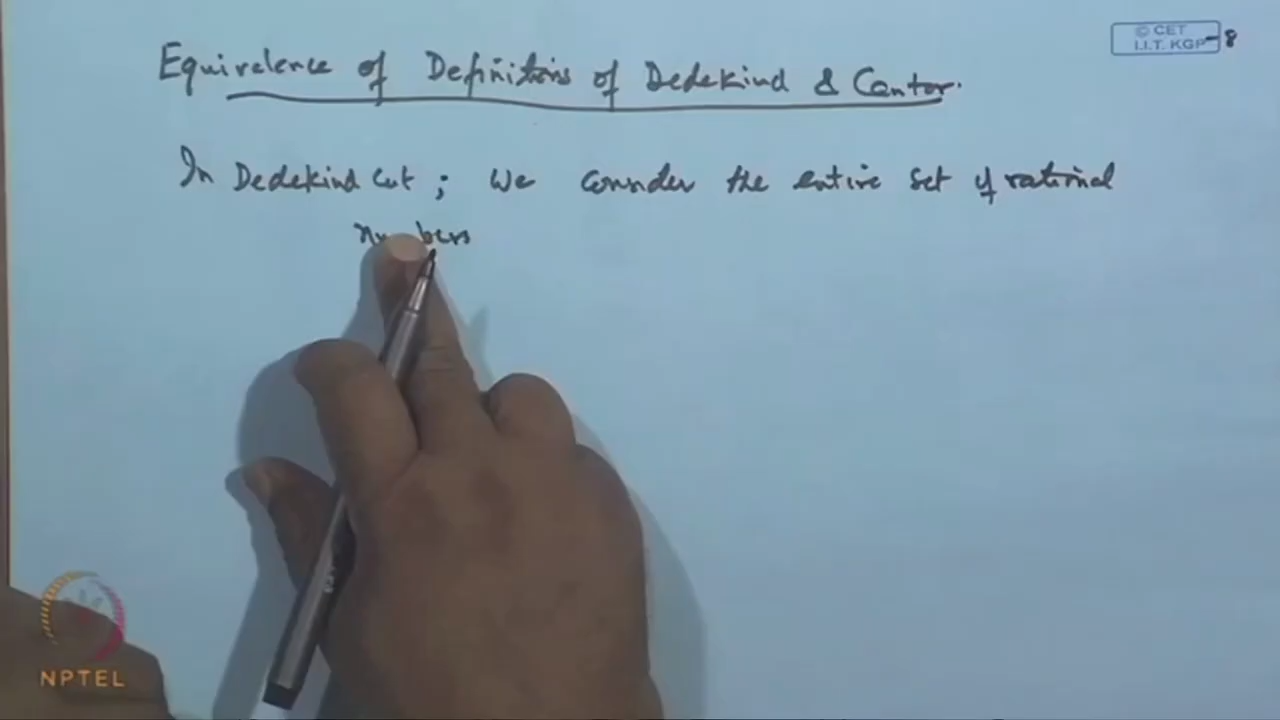 © CET
I.I.T. KGP
-8
Equivalence of Definitions of Dedekind & Cantor.
In Dedekind Cut ; We consider the entire set of rational
NPTEL